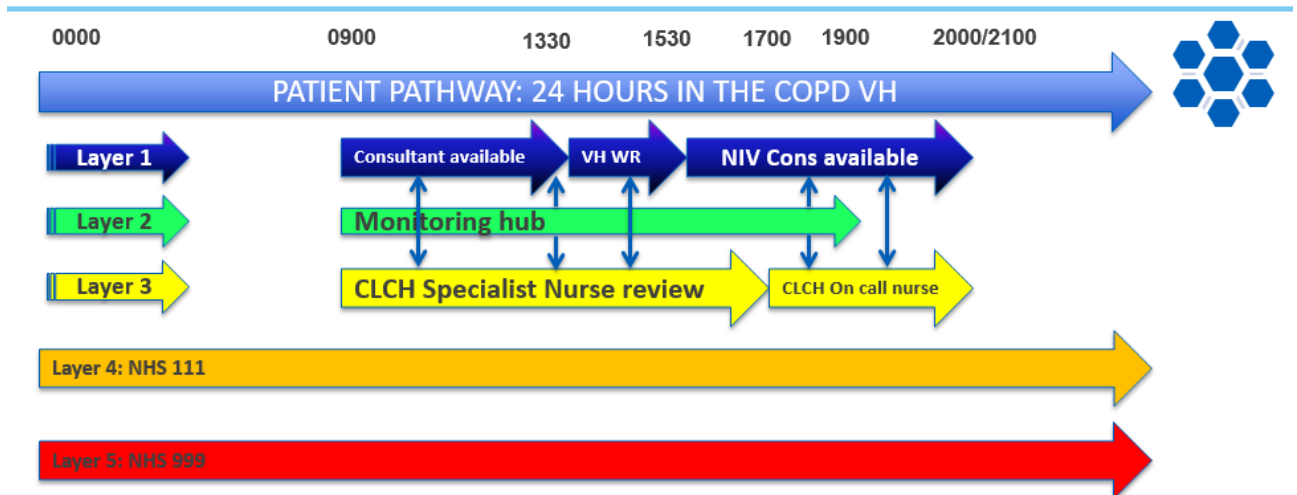 0000 0900 1330 1530 1700 1900 2000/2100
PATIENT PATHWAY: 24 HOURS IN THE COPD VH
Layer 1 Consultant available VH WR NIV Cons available
Layer 2 Monitoring hub
Layer 3 CLCH Specialist Nurse review CLCH On call nurse
Layer 4: NHS 111
Layer 5: NHS 999